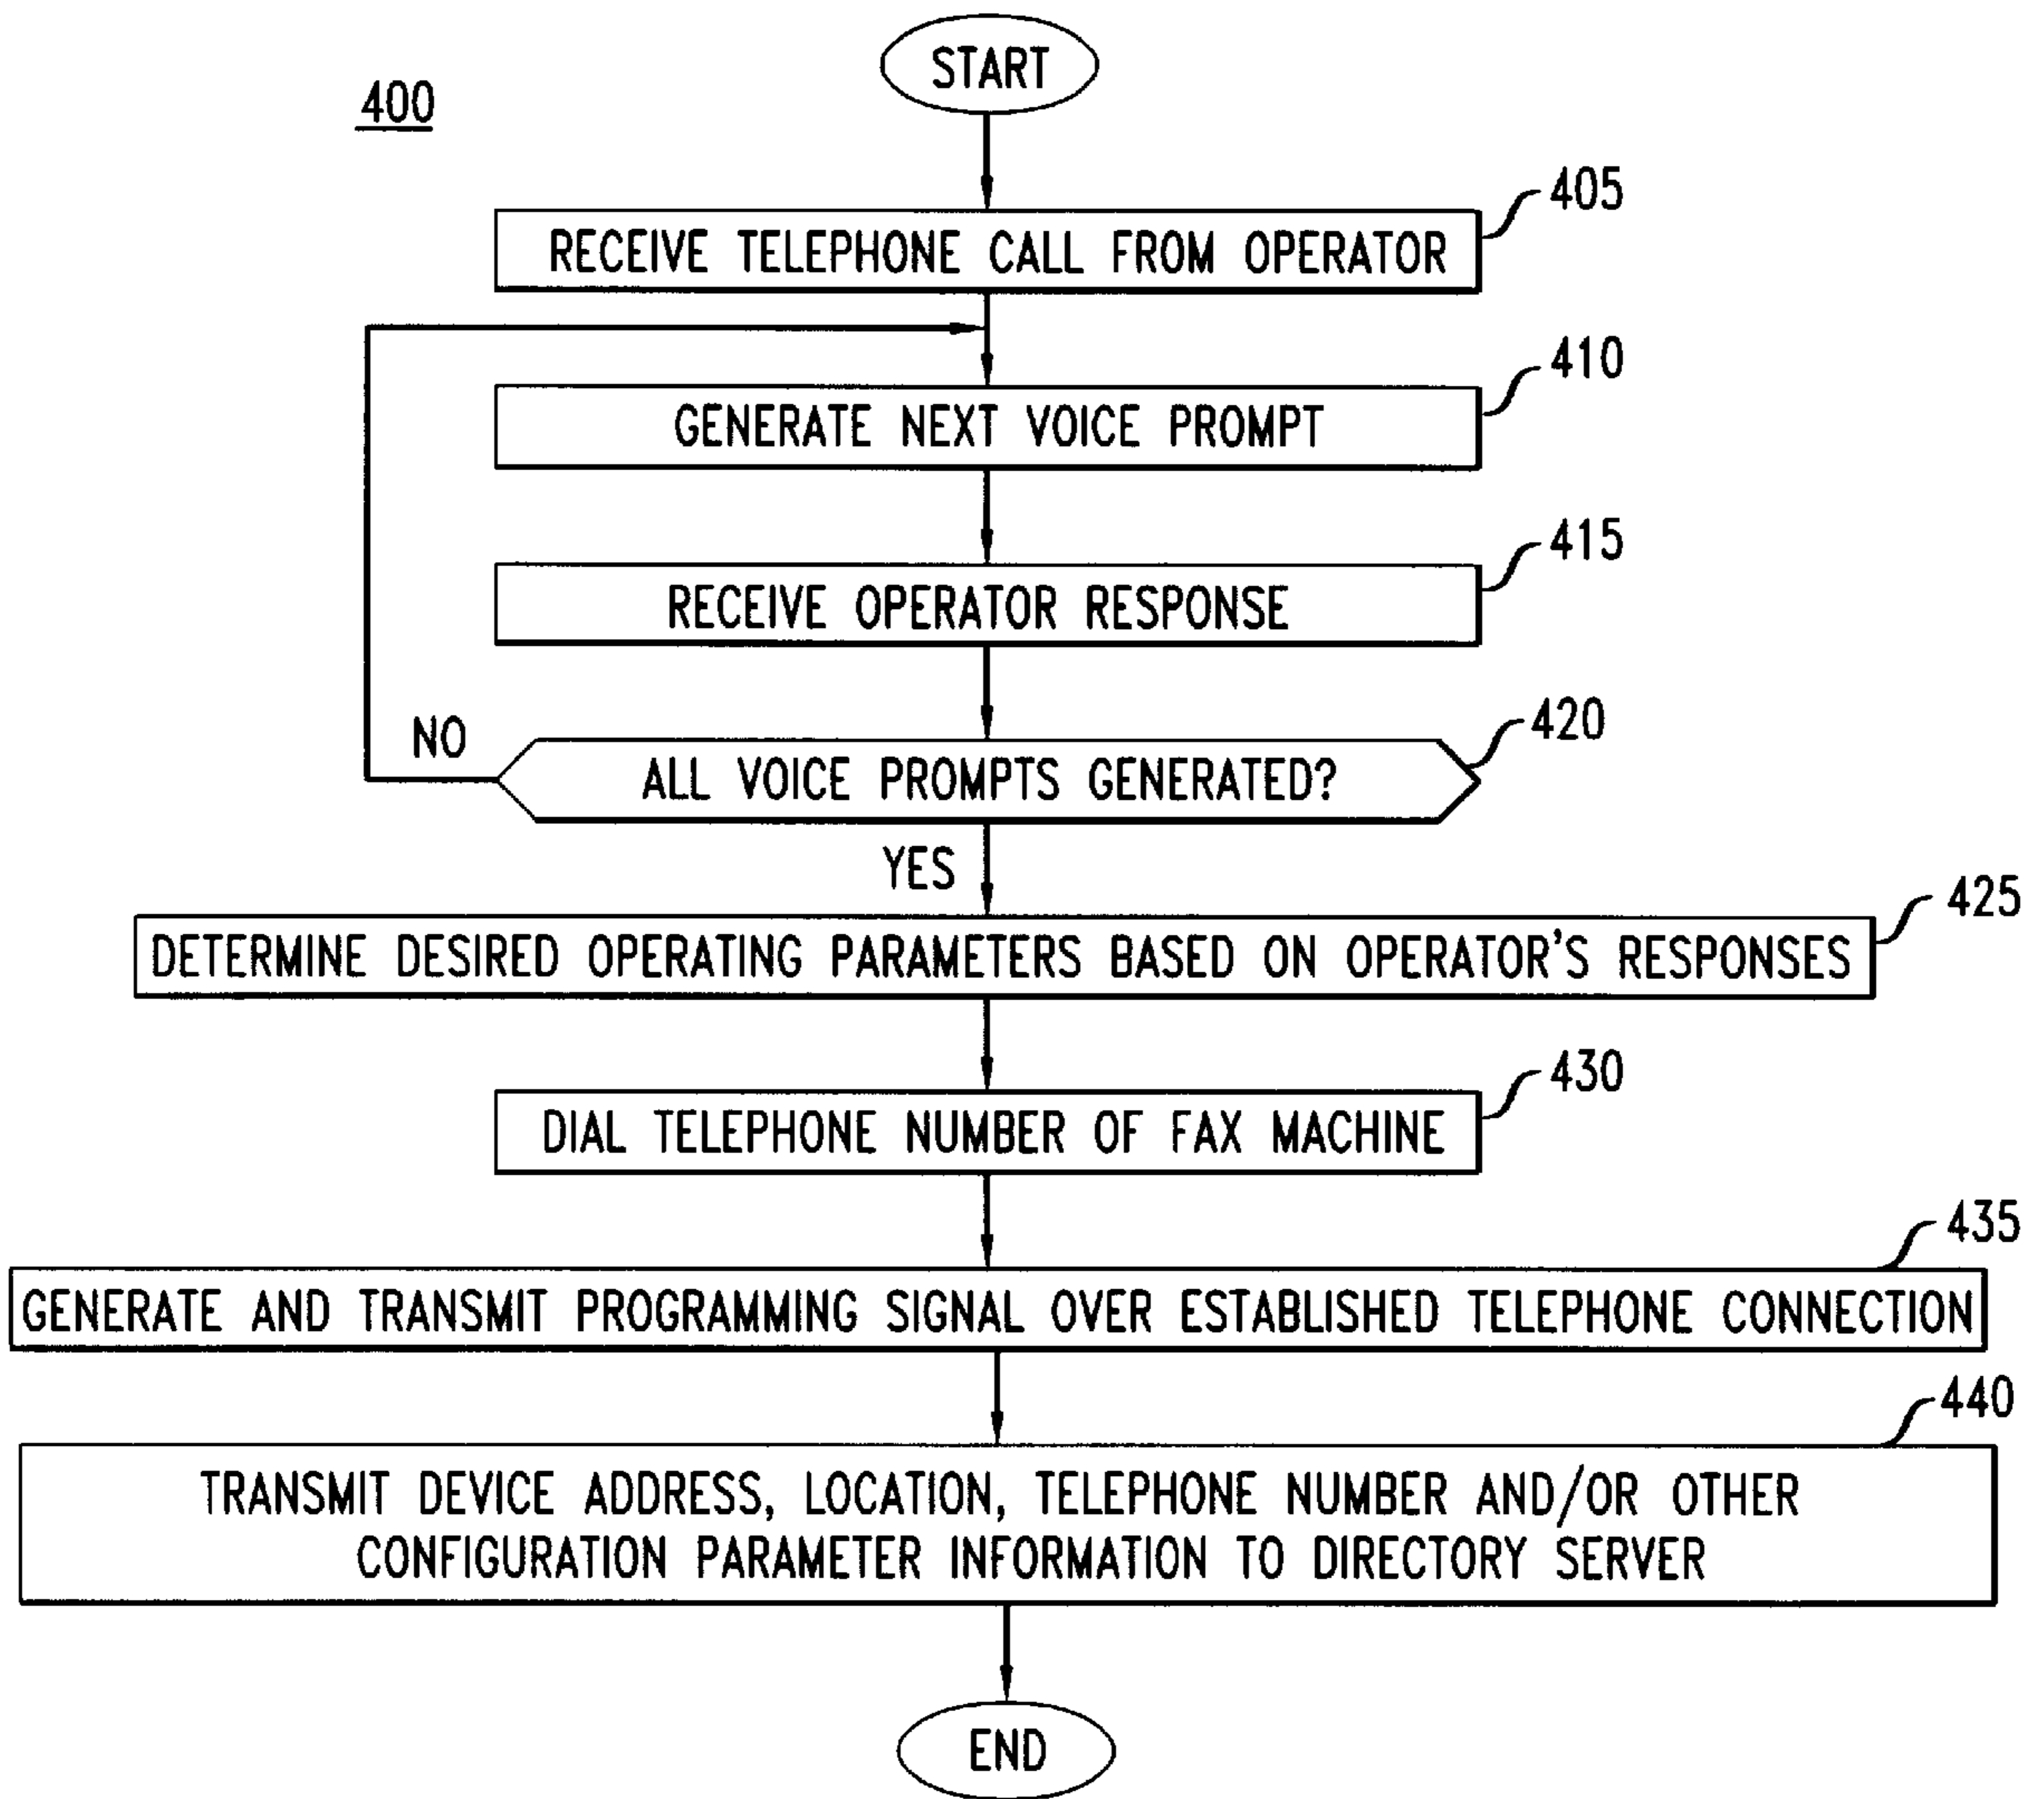 START
400
405
RECEIVE TELEPHONE CALL FROM OPERATOR
410
GENERATE NEXT VOICE PROMPT
415
RECEIVE OPERATOR RESPONSE
420
NO
ALL VOICE PROMPTS GENERATED?
YES
425
DETERMINE DESIRED OPERATING PARAMETERS BASED ON OPERATOR'S RESPONSES
430
DIAL TELEPHONE NUMBER OF FAX MACHINE
435
GENERATE AND TRANSMIT PROGRAMMING SIGNAL OVER ESTABLISHED TELEPHONE CONNECTION
440
TRANSMIT DEVICE ADDRESS, LOCATION, TELEPHONE NUMBER AND/OR OTHER
CONFIGURATION PARAMETER INFORMATION TO DIRECTORY SERVER
END